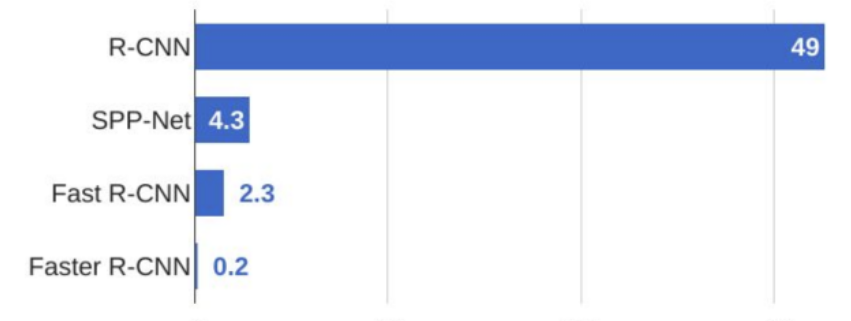 R-CNN 49
SPP-Net 4.3
Fast R-CNN 2.3
Faster R-CNN 0.2